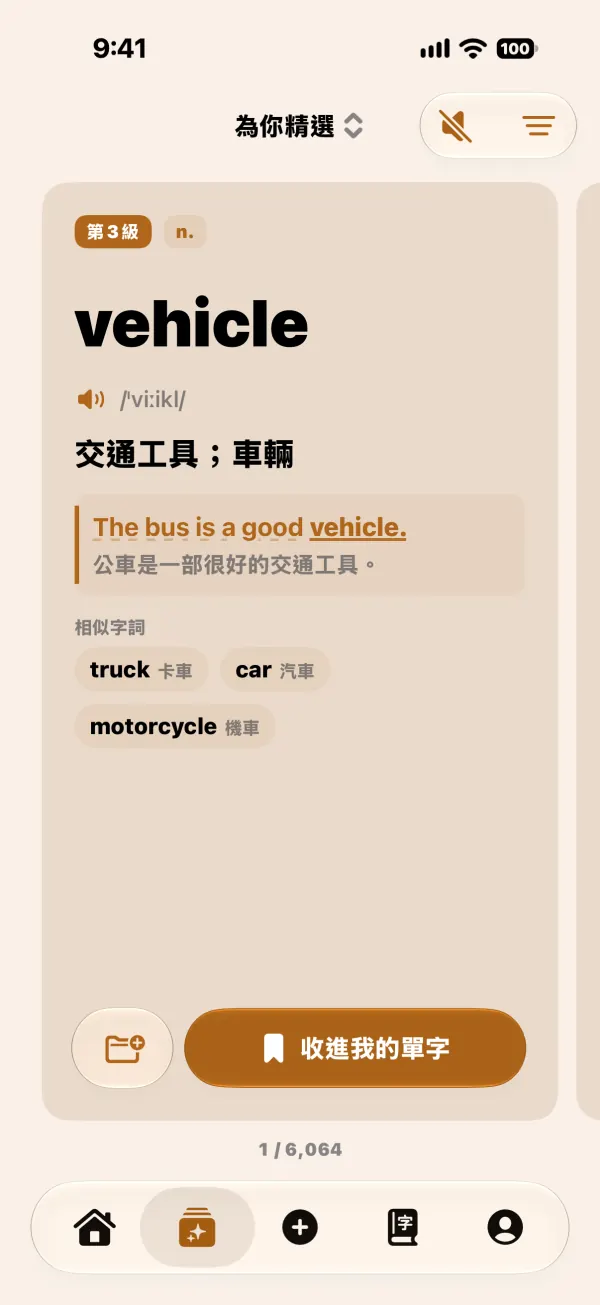 9:41
100
為你精選
第3級 n.
vehicle
/ˈviːikl/
交通工具；車輛
The bus is a good vehicle.
公車是一部很好的交通工具。
相似字詞
truck 卡車 car 汽車
motorcycle 機車
收進我的單字
1 / 6,064
字